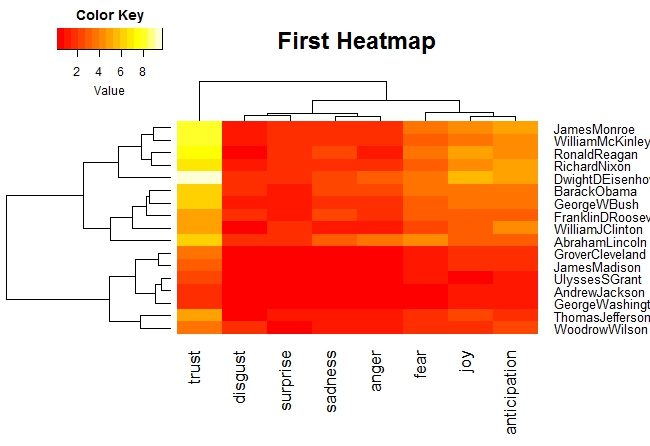 Color Key
2 4 6 8
Value
First Heatmap
JamesMonroe
WilliamMcKinley
RonaldReagan
RichardNixon
DwightDEisenhov
BarackObama
GeorgeWBush
FranklinDRoosev
WilliamJClinton
AbrahamLincoln
GroverCleveland
JamesMadison
UlyssesSGrant
AndrewJackson
GeorgeWashingt
ThomasJefferson
WoodrowWilson
trust
disgust
surprise
sadness
anger
fear
joy
anticipation